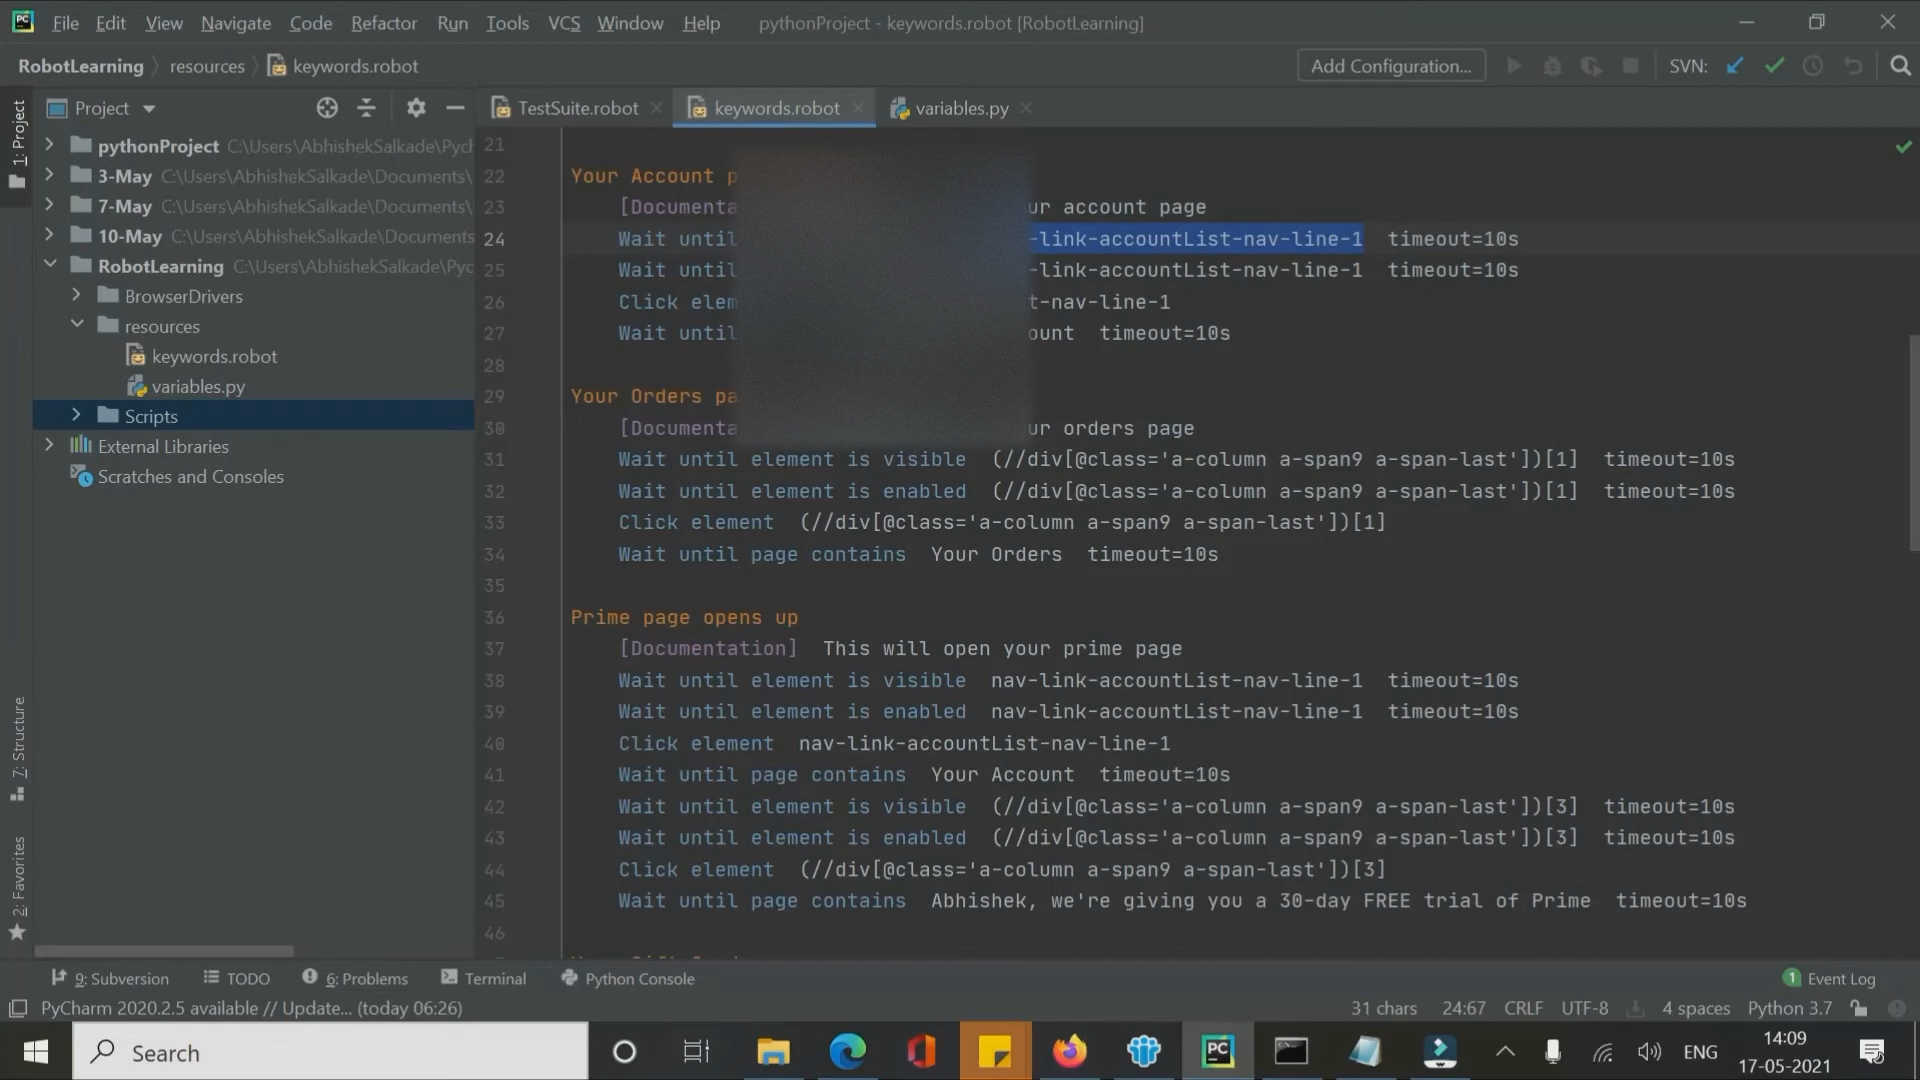 File Edit View Navigate Code Refactor Run Tools VCS Window Help pythonProject - keywords.robot [RobotLearning]
RobotLearning resources keywords.robot Add Configuration... SVN:
1: Project
Project
TestSuite.robot keywords.robot variables.py
pythonProject C:\Users\AbhishekSalkade\Pych
3-May C:\Users\AbhishekSalkade\Documents\
7-May C:\Users\AbhishekSalkade\Documents\
10-May C:\Users\AbhishekSalkade\Documents
RobotLearning C:\Users\AbhishekSalkade\Pyc
BrowserDrivers
resources
keywords.robot
variables.py
Scripts
External Libraries
Scratches and Consoles
7: Structure
2: Favorites
21
22 Your Account p
23 [Documenta ur account page
24 Wait until -link-accountList-nav-line-1 timeout=10s
25 Wait until -link-accountList-nav-line-1 timeout=10s
26 Click elem t-nav-line-1
27 Wait until ount timeout=10s
28
29 Your Orders pa
30 [Documenta ur orders page
31 Wait until element is visible (//div[@class='a-column a-span9 a-span-last'])[1] timeout=10s
32 Wait until element is enabled (//div[@class='a-column a-span9 a-span-last'])[1] timeout=10s
33 Click element (//div[@class='a-column a-span9 a-span-last'])[1]
34 Wait until page contains Your Orders timeout=10s
35
36 Prime page opens up
37 [Documentation] This will open your prime page
38 Wait until element is visible nav-link-accountList-nav-line-1 timeout=10s
39 Wait until element is enabled nav-link-accountList-nav-line-1 timeout=10s
40 Click element nav-link-accountList-nav-line-1
41 Wait until page contains Your Account timeout=10s
42 Wait until element is visible (//div[@class='a-column a-span9 a-span-last'])[3] timeout=10s
43 Wait until element is enabled (//div[@class='a-column a-span9 a-span-last'])[3] timeout=10s
44 Click element (//div[@class='a-column a-span9 a-span-last'])[3]
45 Wait until page contains Abhishek, we're giving you a 30-day FREE trial of Prime timeout=10s
46
9: Subversion TODO 6: Problems Terminal Python Console 1 Event Log
PyCharm 2020.2.5 available // Update... (today 06:26) 31 chars 24:67 CRLF UTF-8 4 spaces Python 3.7
Search PC ENG 14:09
17-05-2021